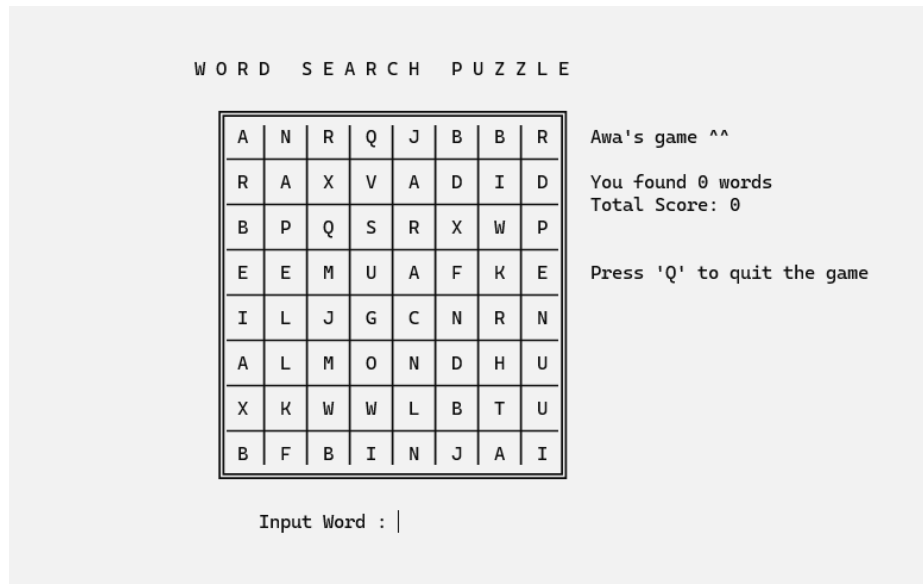 W O R D   S E A R C H   P U Z Z L E
A N R Q J B B R
Awa's game ^^
R A X V A D I D
You found 0 words
Total Score: 0
B P Q S R X W P
E E M U A F K E
Press 'Q' to quit the game
I L J G C N R N
A L M O N D H U
X K W W L B T U
B F B I N J A I
Input Word :